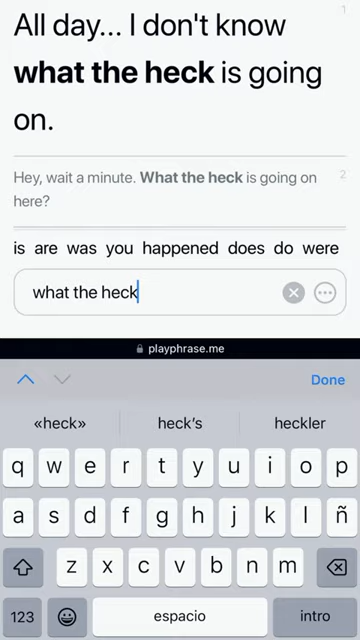 1
All day... I don't know
what the heck is going
on.
Hey, wait a minute. What the heck is going on
2
here?
is are was you happened does do were
what the heck
playphrase.me
Done
«heck» heck's heckler
q w e r t y u i o p
a s d f g h j k l ñ
z x c v b n m
123 espacio intro